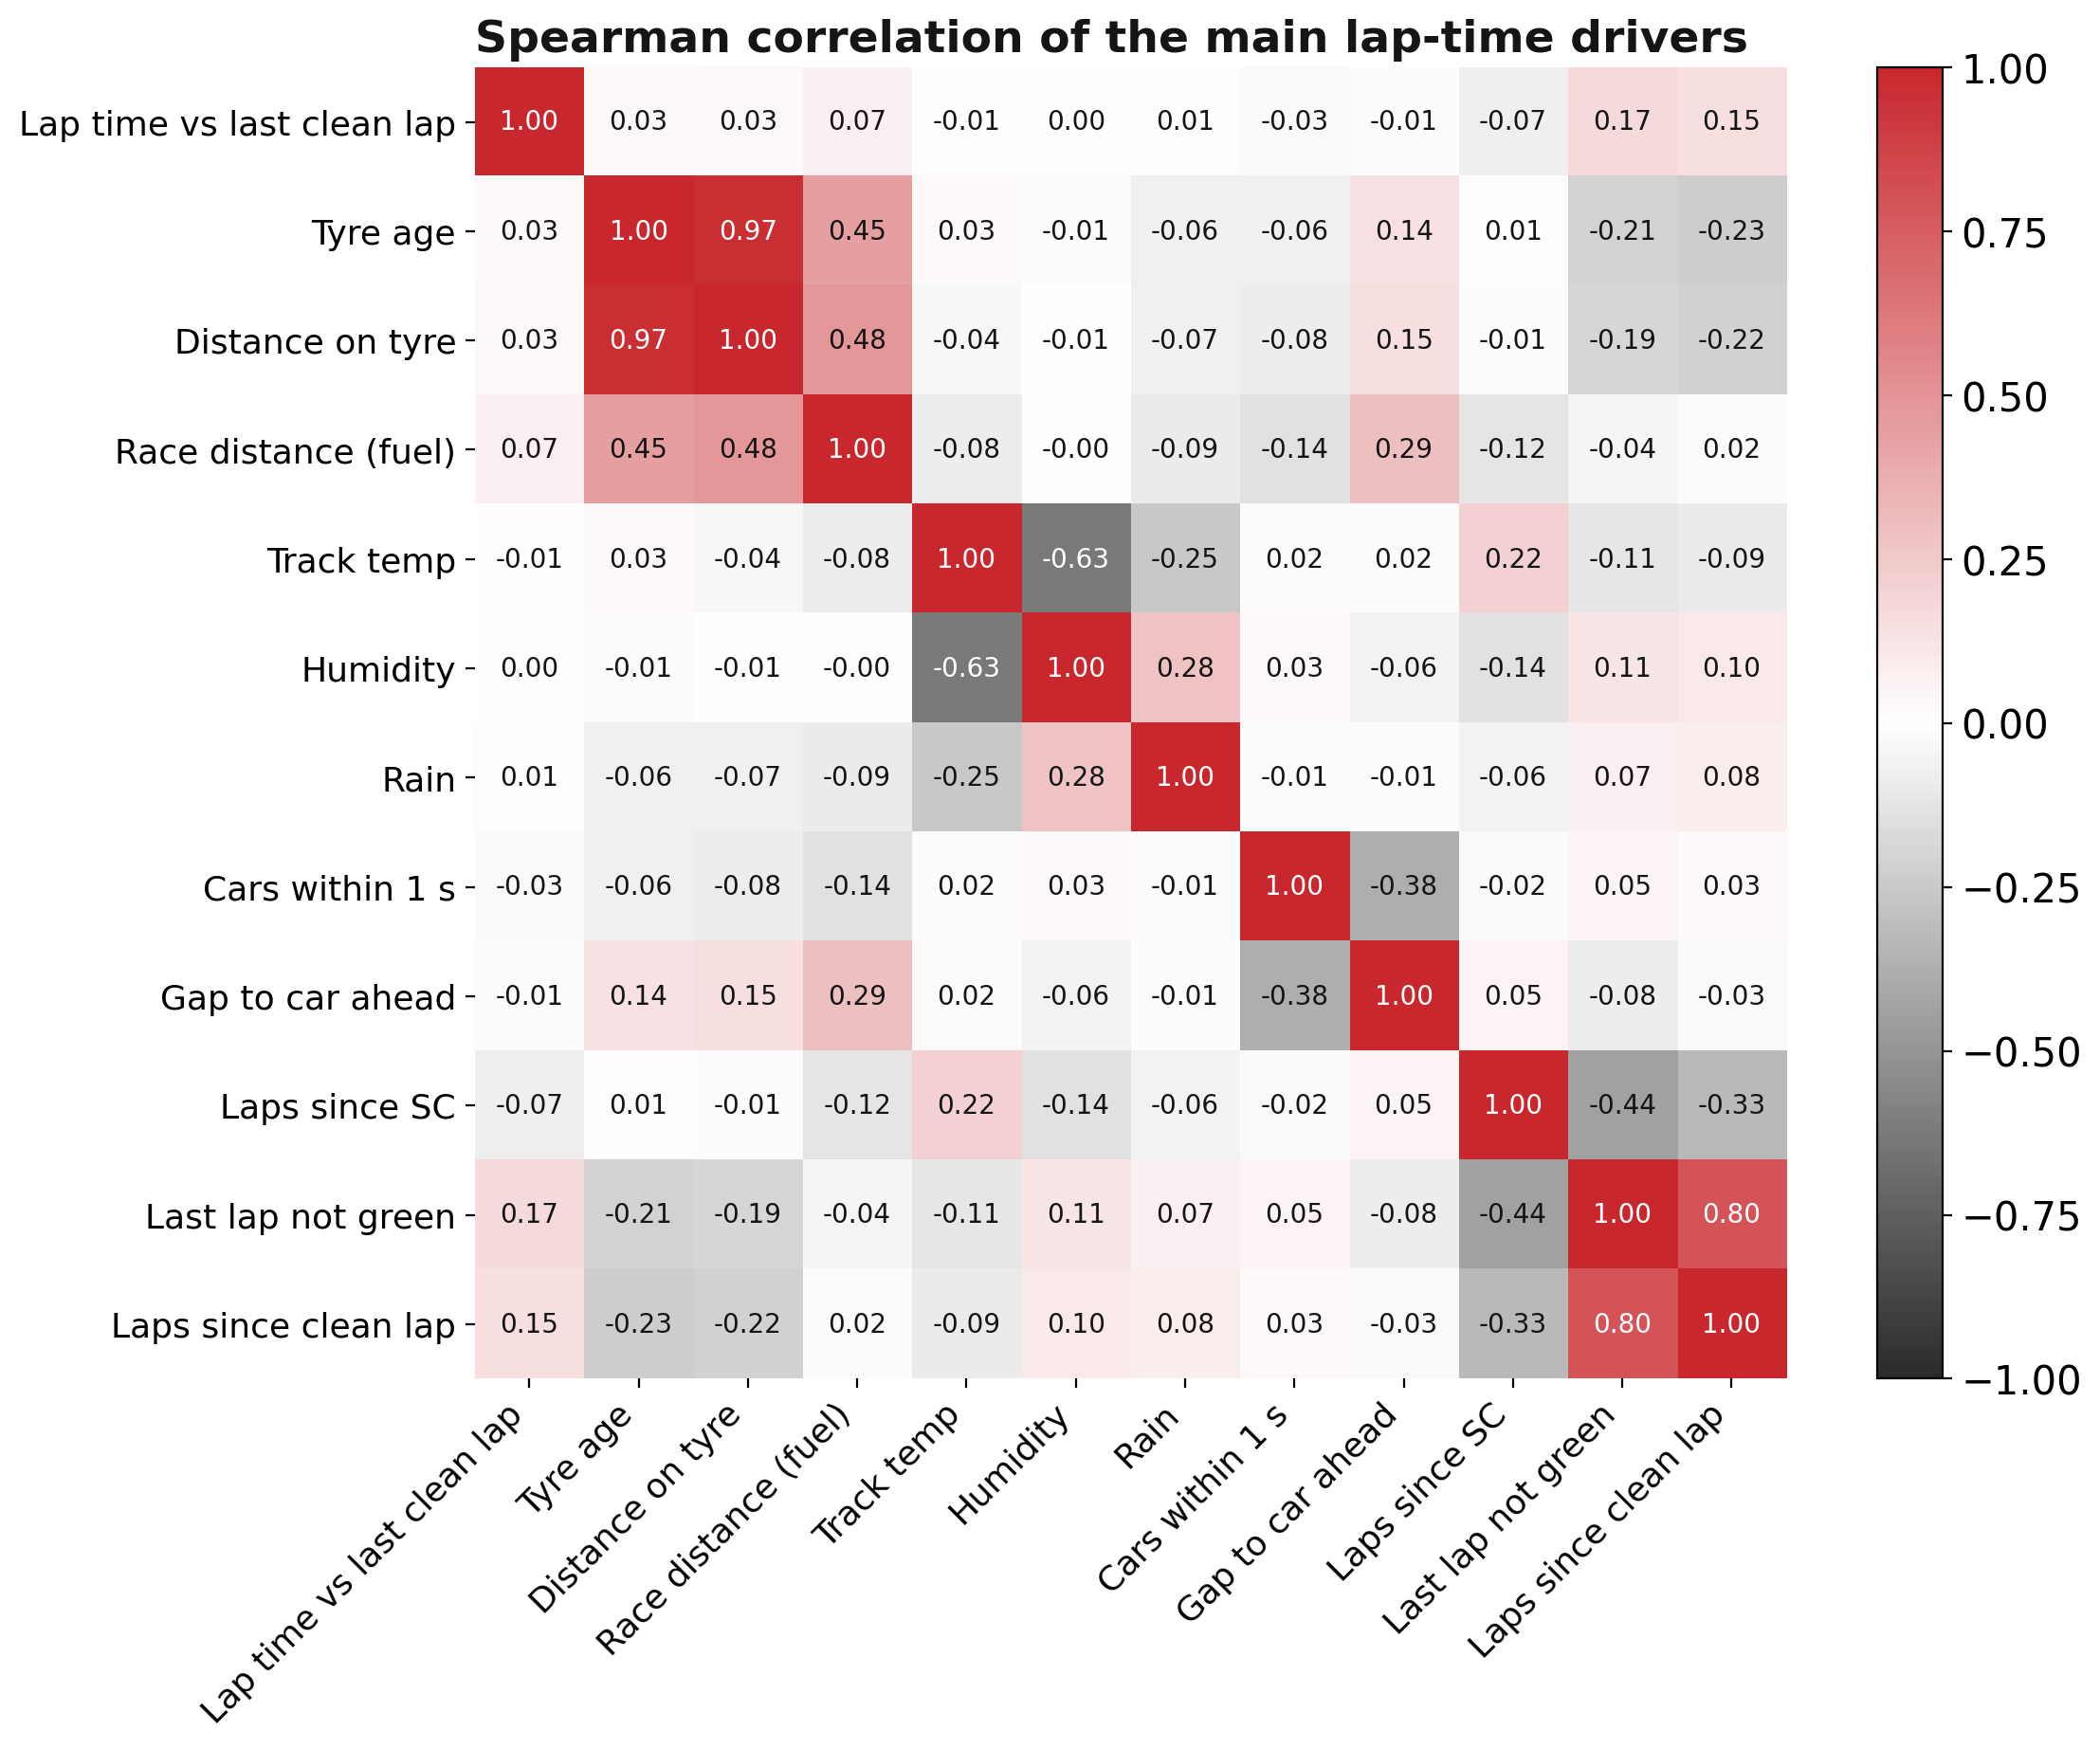 Spearman correlation of the main lap-time drivers
Lap time vs last clean lap 1.00 0.03 0.03 0.07 -0.01 0.00 0.01 -0.03 -0.01 -0.07 0.17 0.15
Tyre age 0.03 1.00 0.97 0.45 0.03 -0.01 -0.06 -0.06 0.14 0.01 -0.21 -0.23
Distance on tyre 0.03 0.97 1.00 0.48 -0.04 -0.01 -0.07 -0.08 0.15 -0.01 -0.19 -0.22
Race distance (fuel) 0.07 0.45 0.48 1.00 -0.08 -0.00 -0.09 -0.14 0.29 -0.12 -0.04 0.02
Track temp -0.01 0.03 -0.04 -0.08 1.00 -0.63 -0.25 0.02 0.02 0.22 -0.11 -0.09
Humidity 0.00 -0.01 -0.01 -0.00 -0.63 1.00 0.28 0.03 -0.06 -0.14 0.11 0.10
Rain 0.01 -0.06 -0.07 -0.09 -0.25 0.28 1.00 -0.01 -0.01 -0.06 0.07 0.08
Cars within 1 s -0.03 -0.06 -0.08 -0.14 0.02 0.03 -0.01 1.00 -0.38 -0.02 0.05 0.03
Gap to car ahead -0.01 0.14 0.15 0.29 0.02 -0.06 -0.01 -0.38 1.00 0.05 -0.08 -0.03
Laps since SC -0.07 0.01 -0.01 -0.12 0.22 -0.14 -0.06 -0.02 0.05 1.00 -0.44 -0.33
Last lap not green 0.17 -0.21 -0.19 -0.04 -0.11 0.11 0.07 0.05 -0.08 -0.44 1.00 0.80
Laps since clean lap 0.15 -0.23 -0.22 0.02 -0.09 0.10 0.08 0.03 -0.03 -0.33 0.80 1.00
Lap time vs last clean lap
Tyre age
Distance on tyre
Race distance (fuel)
Track temp
Humidity
Rain
Cars within 1 s
Gap to car ahead
Laps since SC
Last lap not green
Laps since clean lap
1.00
0.75
0.50
0.25
0.00
−0.25
−0.50
−0.75
−1.00